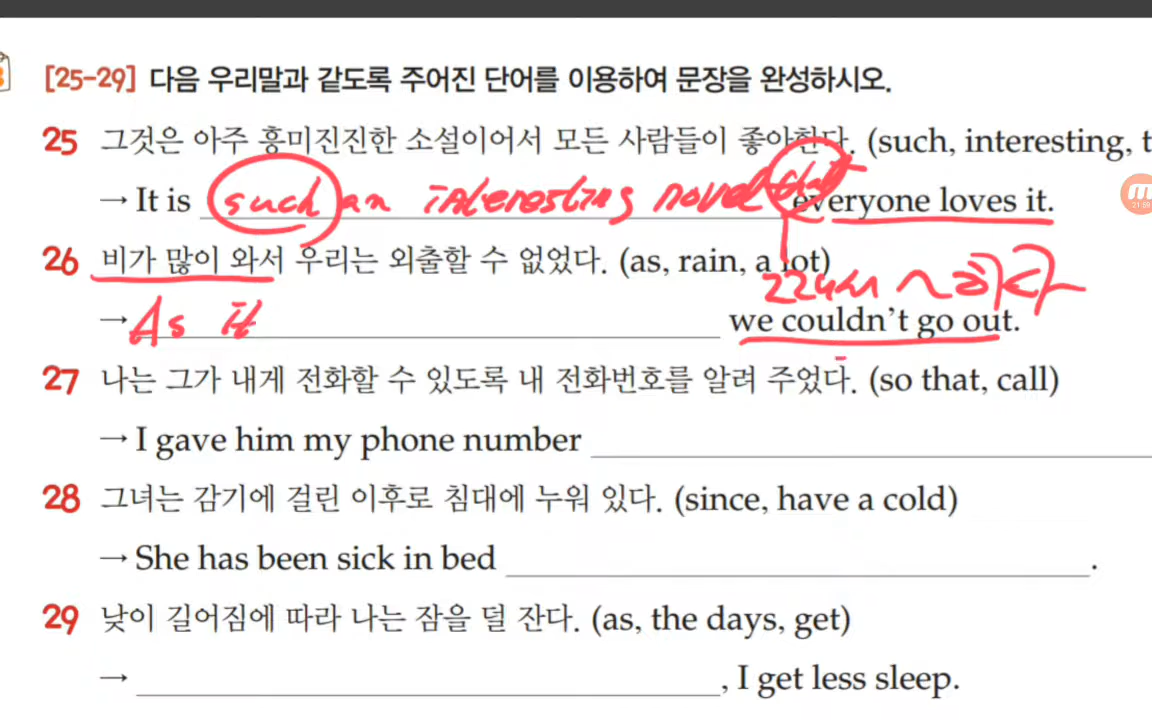 [25-29] 다음 우리말과 같도록 주어진 단어를 이용하여 문장을 완성하시오.
25 그것은 아주 흥미진진한 소설이어서 모든 사람들이 좋아한다. (such, interesting, t
→ It is such an interesting novel that everyone loves it.
26 비가 많이 와서 우리는 외출할 수 없었다. (as, rain, a lot)
→ As it we couldn't go out.
27 나는 그가 내게 전화할 수 있도록 내 전화번호를 알려 주었다. (so that, call)
→ I gave him my phone number
28 그녀는 감기에 걸린 이후로 침대에 누워 있다. (since, have a cold)
→ She has been sick in bed .
29 낮이 길어짐에 따라 나는 잠을 덜 잔다. (as, the days, get)
→ , I get less sleep.